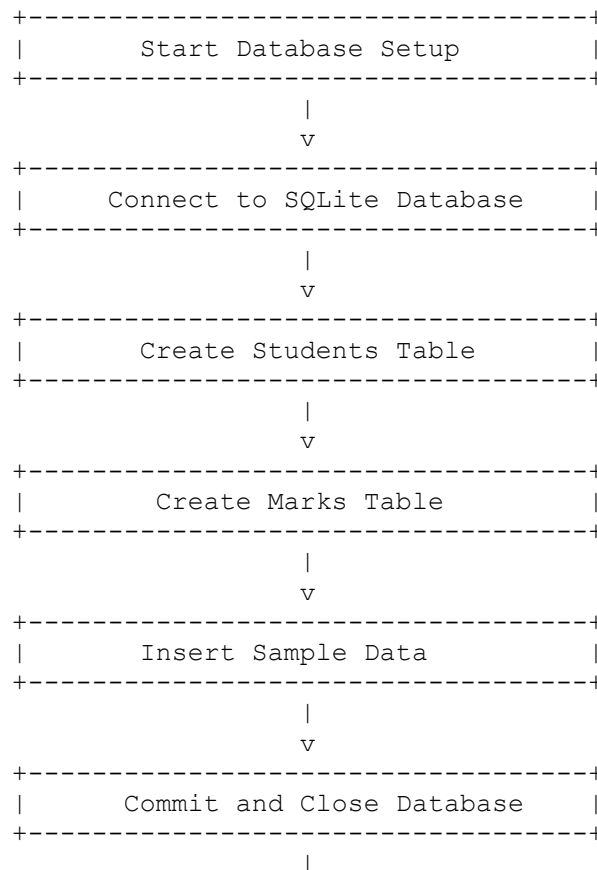 +-----------------------------------+
| Start Database Setup |
+-----------------------------------+
|
v
+-----------------------------------+
| Connect to SQLite Database |
+-----------------------------------+
|
v
+-----------------------------------+
| Create Students Table |
+-----------------------------------+
|
v
+-----------------------------------+
| Create Marks Table |
+-----------------------------------+
|
v
+-----------------------------------+
| Insert Sample Data |
+-----------------------------------+
|
v
+-----------------------------------+
| Commit and Close Database |
+-----------------------------------+
|